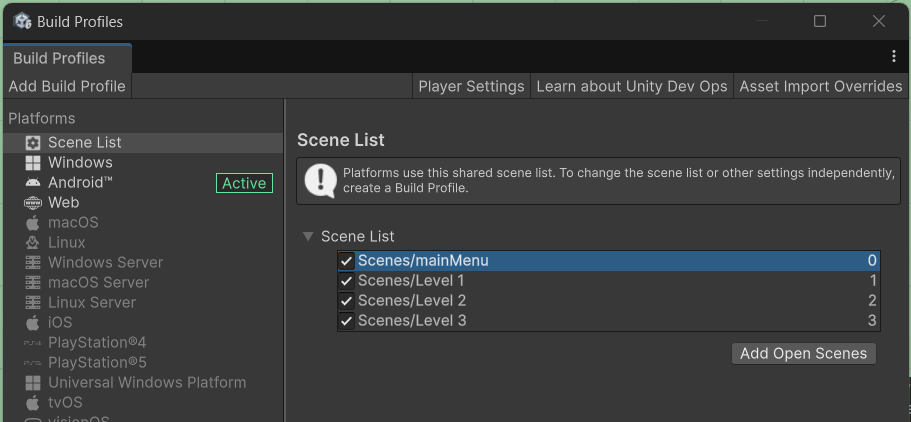 Build Profiles
Build Profiles
Add Build Profile
Player Settings
Learn about Unity Dev Ops
Asset Import Overrides
Platforms
Scene List
Windows
Android™
Active
Web
macOS
Linux
Windows Server
macOS Server
Linux Server
iOS
PlayStation®4
PlayStation®5
Universal Windows Platform
tvOS
visionOS
Scene List
Platforms use this shared scene list. To change the scene list or other settings independently,
create a Build Profile.
Scene List
Scenes/mainMenu 0
Scenes/Level 1 1
Scenes/Level 2 2
Scenes/Level 3 3
Add Open Scenes